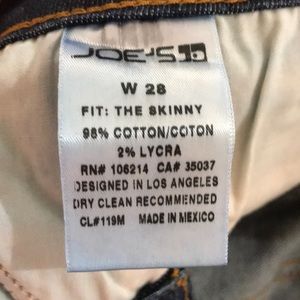 JOE'S
W 28
FIT: THE SKINNY
98% COTTON/COTON
2% LYCRA
RN# 106214 CA# 35037
DESIGNED IN LOS ANGELES
DRY CLEAN RECOMMENDED
CL#119M MADE IN MEXICO